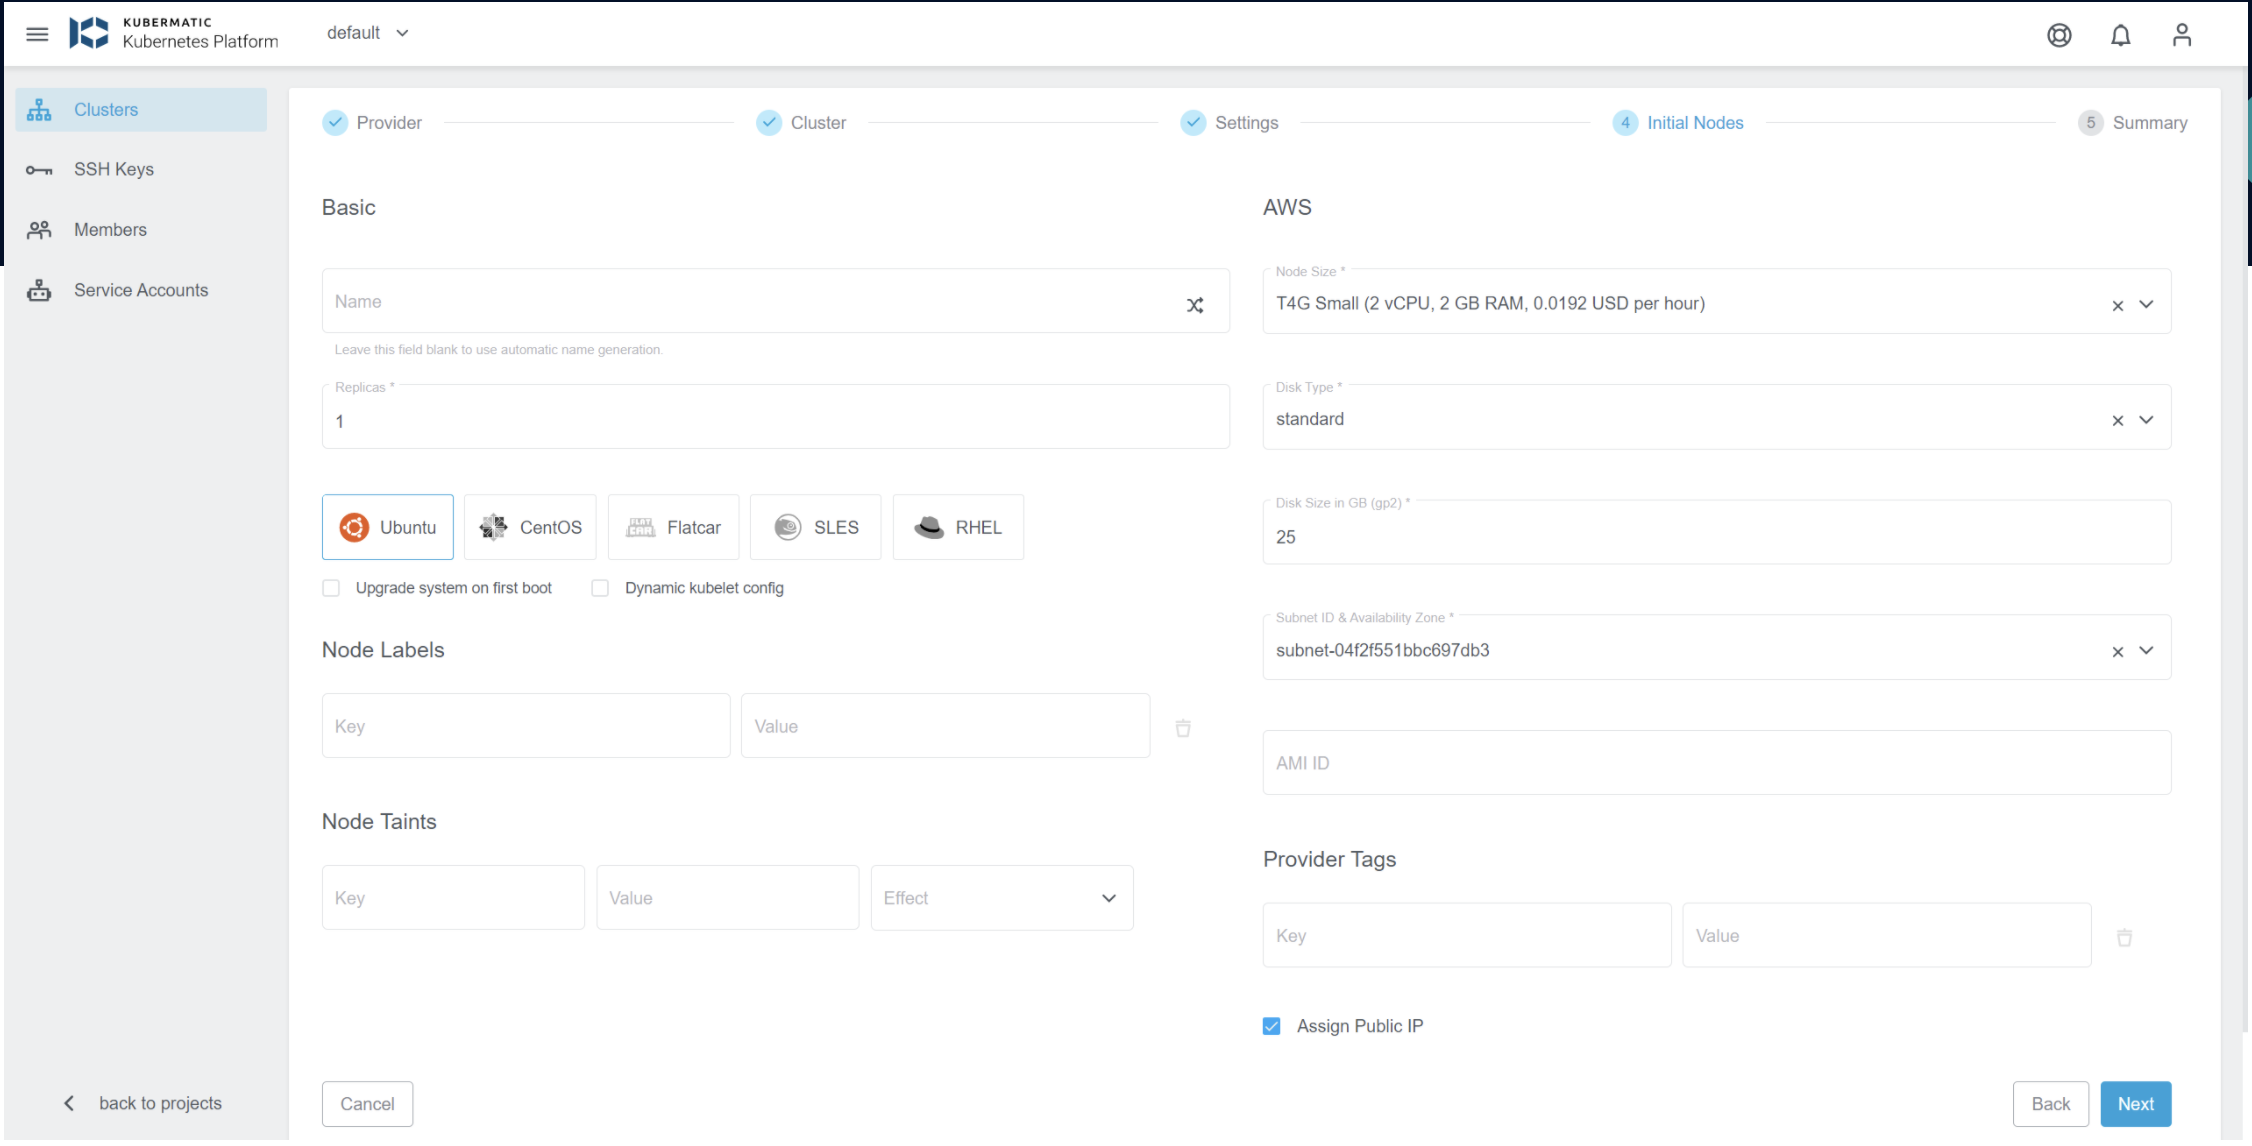 KUBERMATIC
Kubernetes Platform
default
Clusters
SSH Keys
Members
Service Accounts
back to projects
Provider
Cluster
Settings
4 Initial Nodes
5 Summary
Basic
Name
Leave this field blank to use automatic name generation.
Replicas *
1
Ubuntu
CentOS
FLAT CAR
Flatcar
SLES
RHEL
Upgrade system on first boot
Dynamic kubelet config
Node Labels
Key
Value
Node Taints
Key
Value
Effect
AWS
Node Size *
T4G Small (2 vCPU, 2 GB RAM, 0.0192 USD per hour)
Disk Type *
standard
Disk Size in GB (gp2) *
25
Subnet ID & Availability Zone *
subnet-04f2f551bbc697db3
AMI ID
Provider Tags
Key
Value
Assign Public IP
Cancel
Back
Next